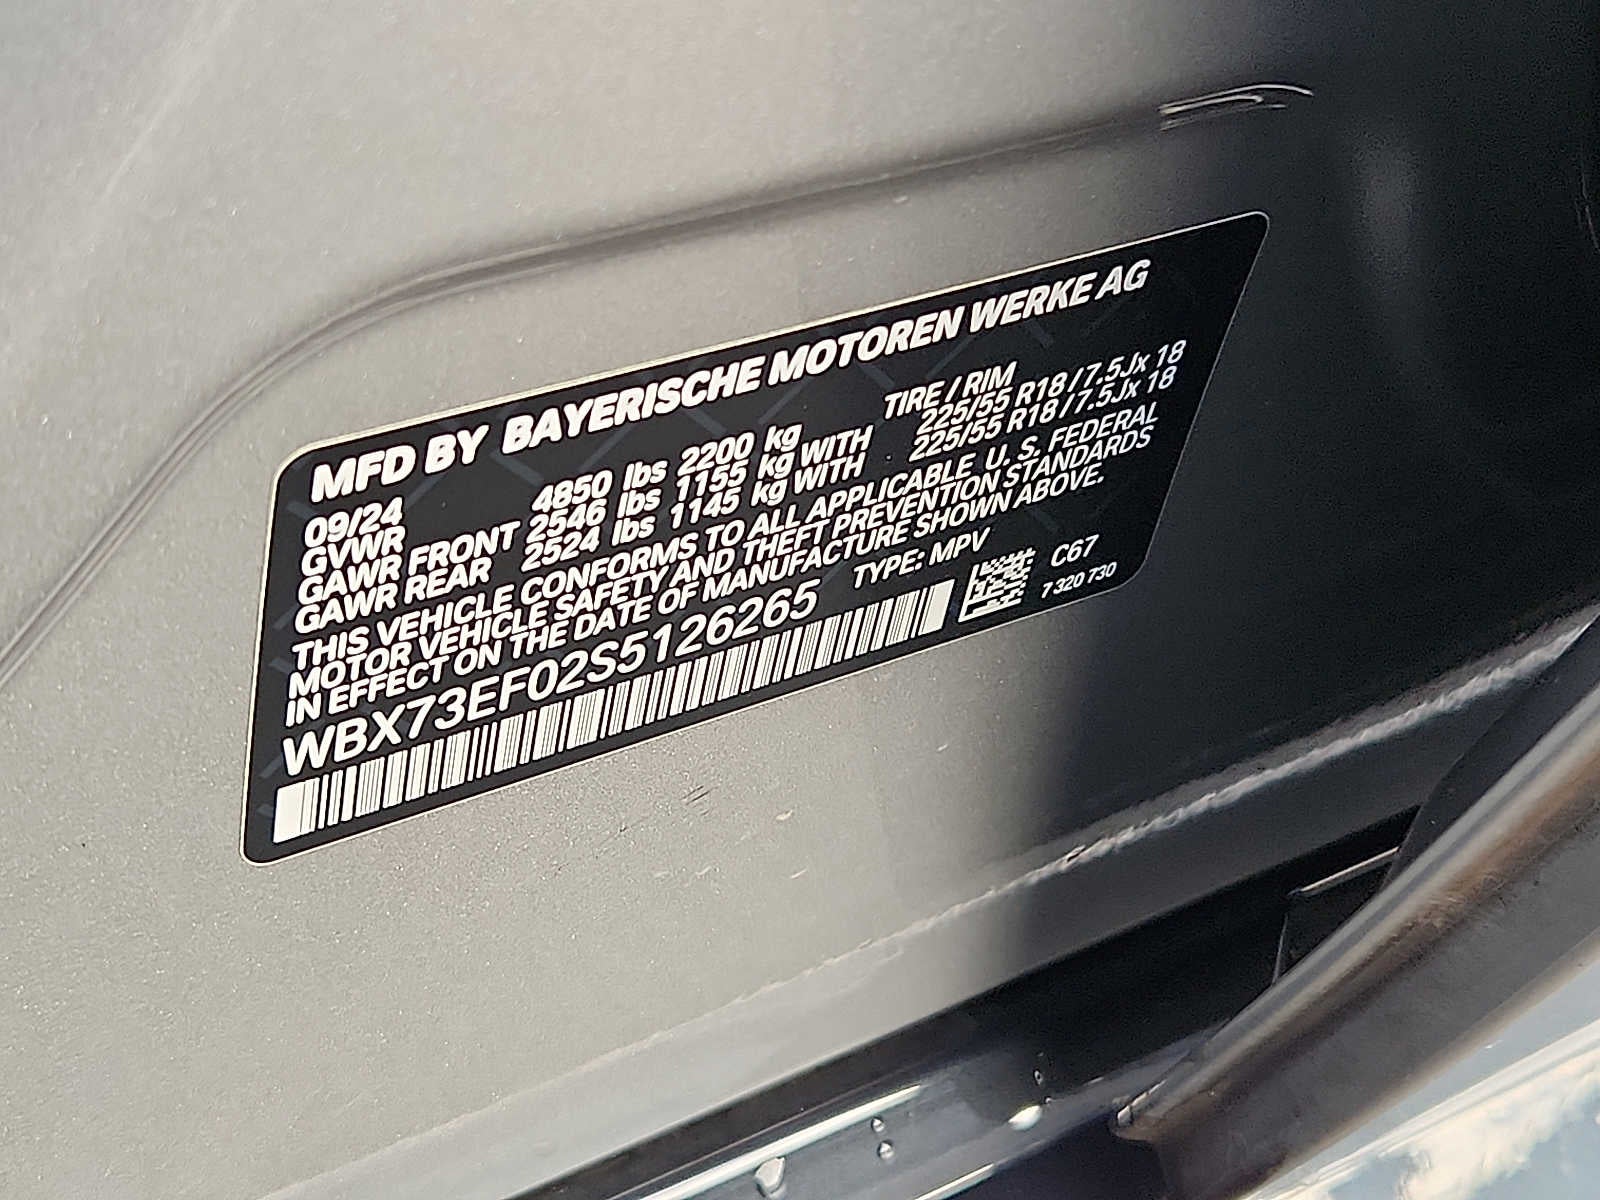 MFD BY BAYERISCHE MOTOREN WERKE AG
09/24 TIRE / RIM
GVWR 4850 lbs 2200 kg
GAWR FRONT 2546 lbs 1155 kg WITH 225/55 R18 / 7.5Jx 18
GAWR REAR 2524 lbs 1145 kg WITH 225/55 R18 / 7.5Jx 18
THIS VEHICLE CONFORMS TO ALL APPLICABLE U. S. FEDERAL
MOTOR VEHICLE SAFETY AND THEFT PREVENTION STANDARDS
IN EFFECT ON THE DATE OF MANUFACTURE SHOWN ABOVE.
WBX73EF02S5126265 TYPE: MPV
C67
7 320 730